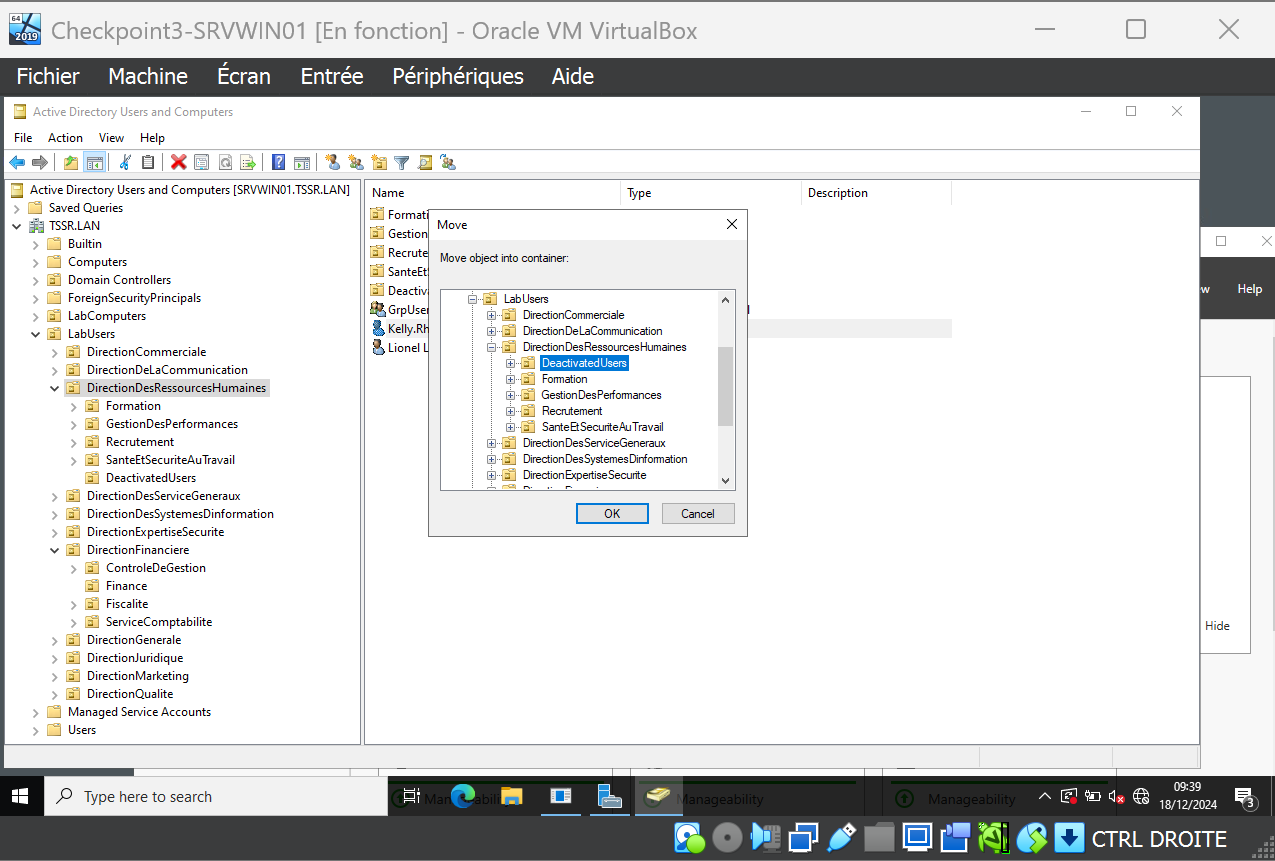 64
2019
Checkpoint3-SRVWIN01 [En fonction] - Oracle VM VirtualBox
Fichier Machine Écran Entrée Périphériques Aide
Active Directory Users and Computers
File Action View Help
Active Directory Users and Computers [SRVWIN01.TSSR.LAN]
Saved Queries
TSSR.LAN
Builtin
Computers
Domain Controllers
ForeignSecurityPrincipals
LabComputers
LabUsers
DirectionCommerciale
DirectionDeLaCommunication
DirectionDesRessourcesHumaines
Formation
GestionDesPerformances
Recrutement
SanteEtSecuriteAuTravail
DeactivatedUsers
DirectionDesServiceGeneraux
DirectionDesSystemesDinformation
DirectionExpertiseSecurite
DirectionFinanciere
ControleDeGestion
Finance
Fiscalite
ServiceComptabilite
DirectionGenerale
DirectionJuridique
DirectionMarketing
DirectionQualite
Managed Service Accounts
Users
Name Type Description
Formati
Gestion
Recrute
SanteEtS
Deactiva
GrpUser
Kelly.Rh
Lionel L
Move
Move object into container:
LabUsers
DirectionCommerciale
DirectionDeLaCommunication
DirectionDesRessourcesHumaines
DeactivatedUsers
Formation
GestionDesPerformances
Recrutement
SanteEtSecuriteAuTravail
DirectionDesServiceGeneraux
DirectionDesSystemesDinformation
DirectionExpertiseSecurite
OK Cancel
w Help
Hide
Type here to search
Manageability
Manageability
09:39
18/12/2024
3
CTRL DROITE